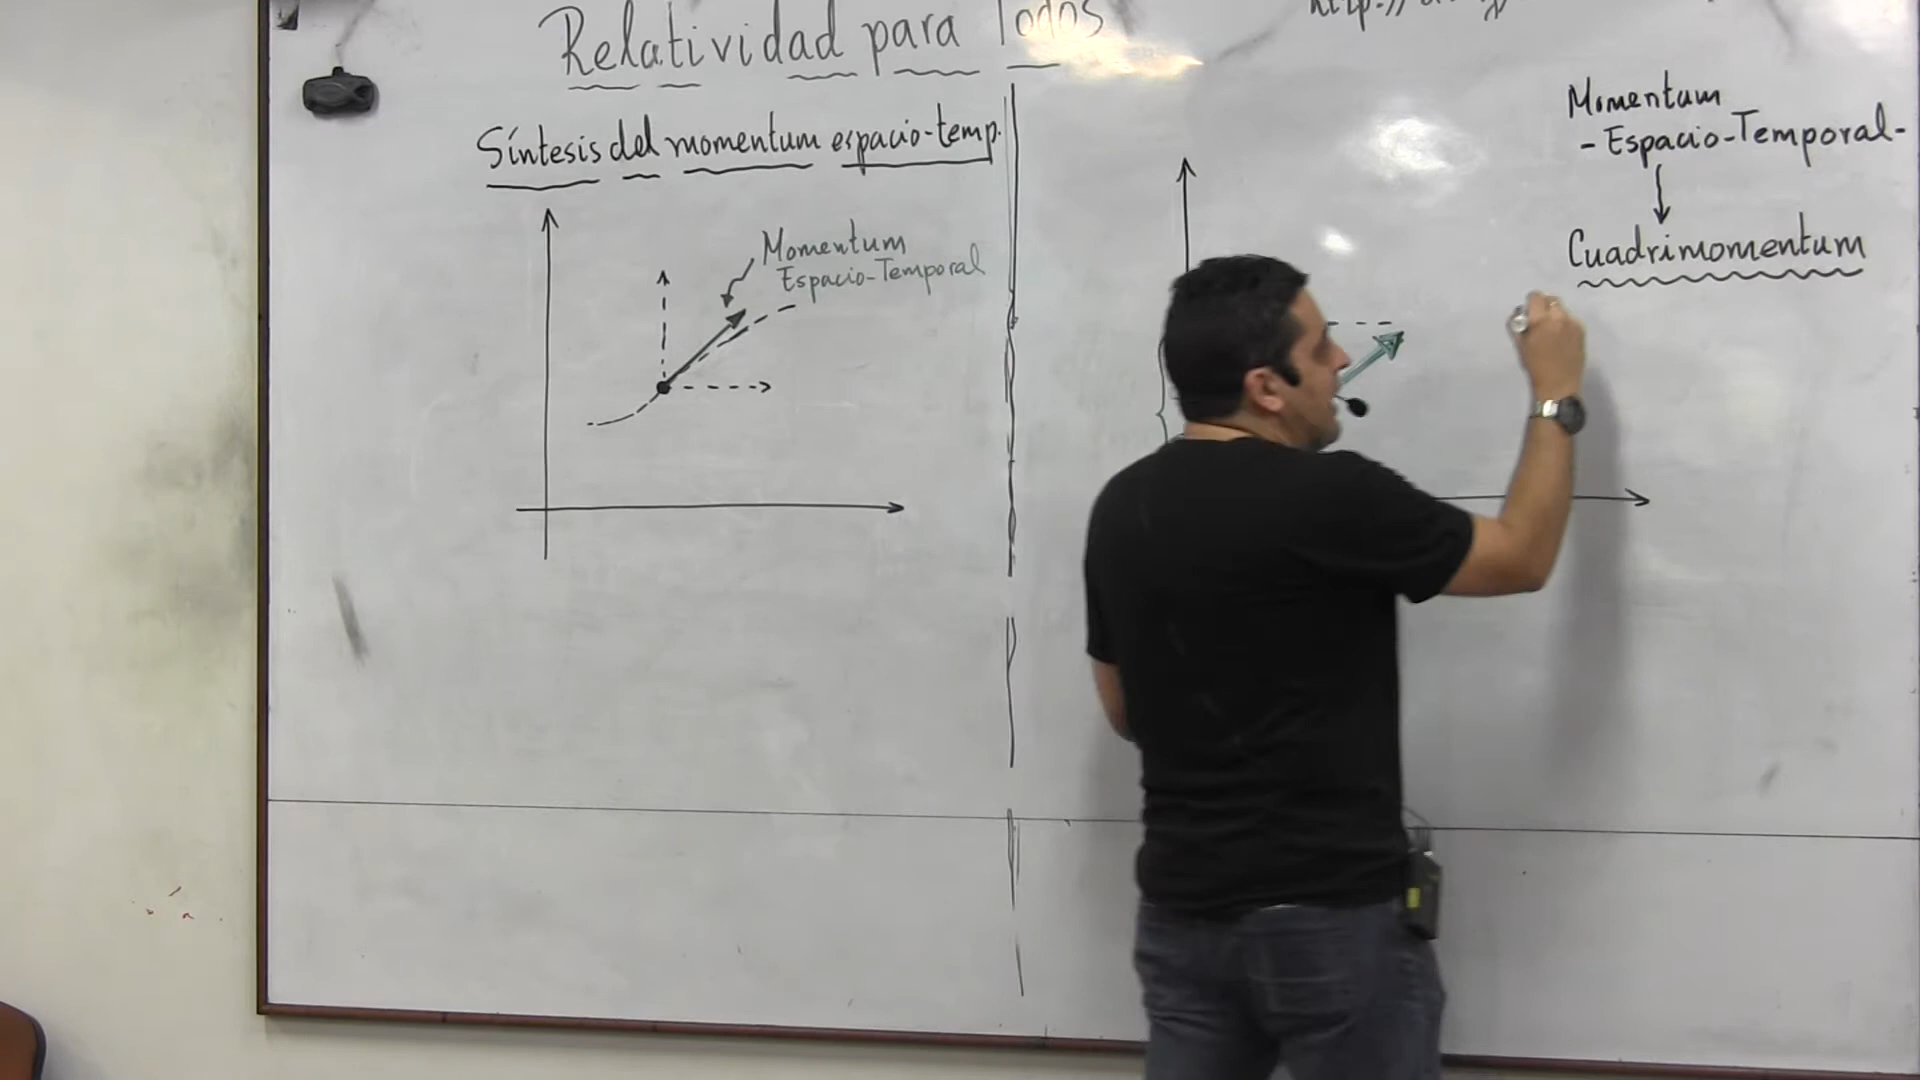 Relatividad para Todos
Síntesis del momentum espacio-temp.
Momentum
Espacio-Temporal
Momentum
- Espacio-Temporal-
Cuadrimomentum